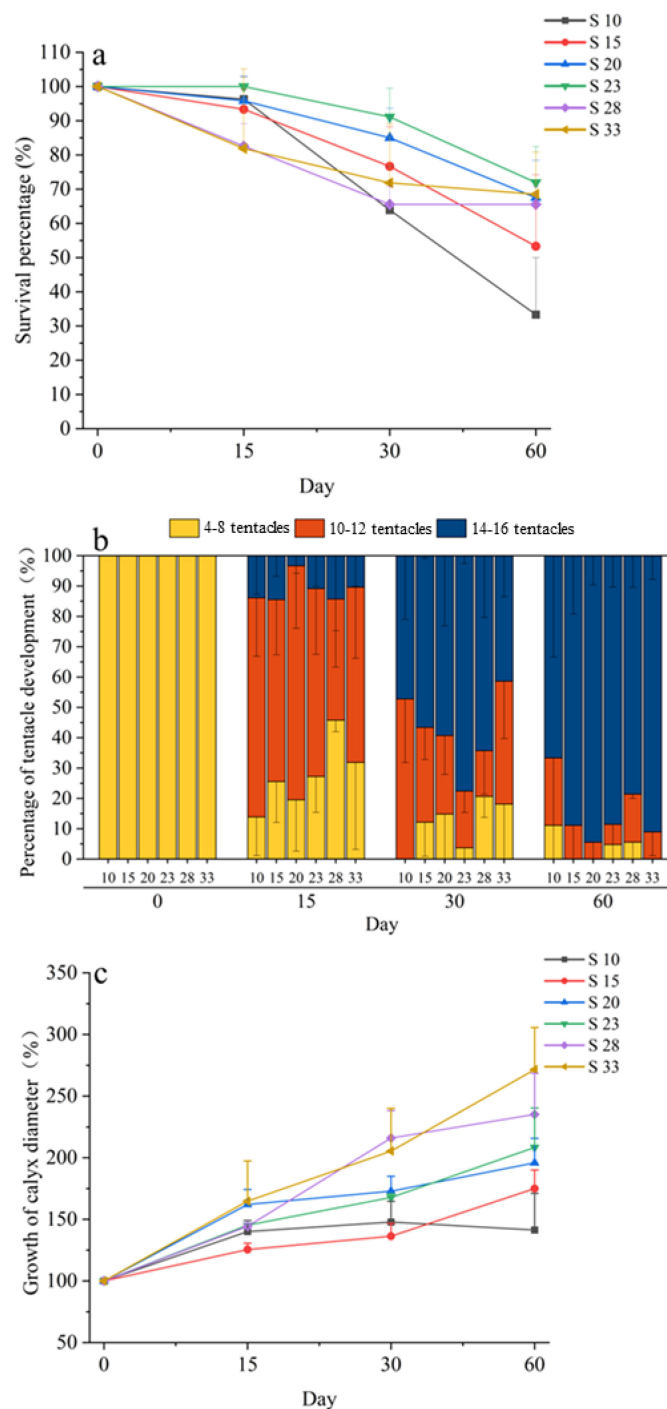 a
S 10
S 15
S 20
S 23
S 28
S 33
110
100
90
80
70
60
50
40
30
20
10
0
Survival percentage (%)
0 15 30 60
Day
b
4-8 tentacles 10-12 tentacles 14-16 tentacles
100
90
80
70
60
50
40
30
20
10
0
Percentage of tentacle development (%)
10 15 20 23 28 33 10 15 20 23 28 33 10 15 20 23 28 33 10 15 20 23 28 33
0 15 30 60
Day
c
S 10
S 15
S 20
S 23
S 28
S 33
350
300
250
200
150
100
50
Growth of calyx diameter (%)
0 15 30 60
Day